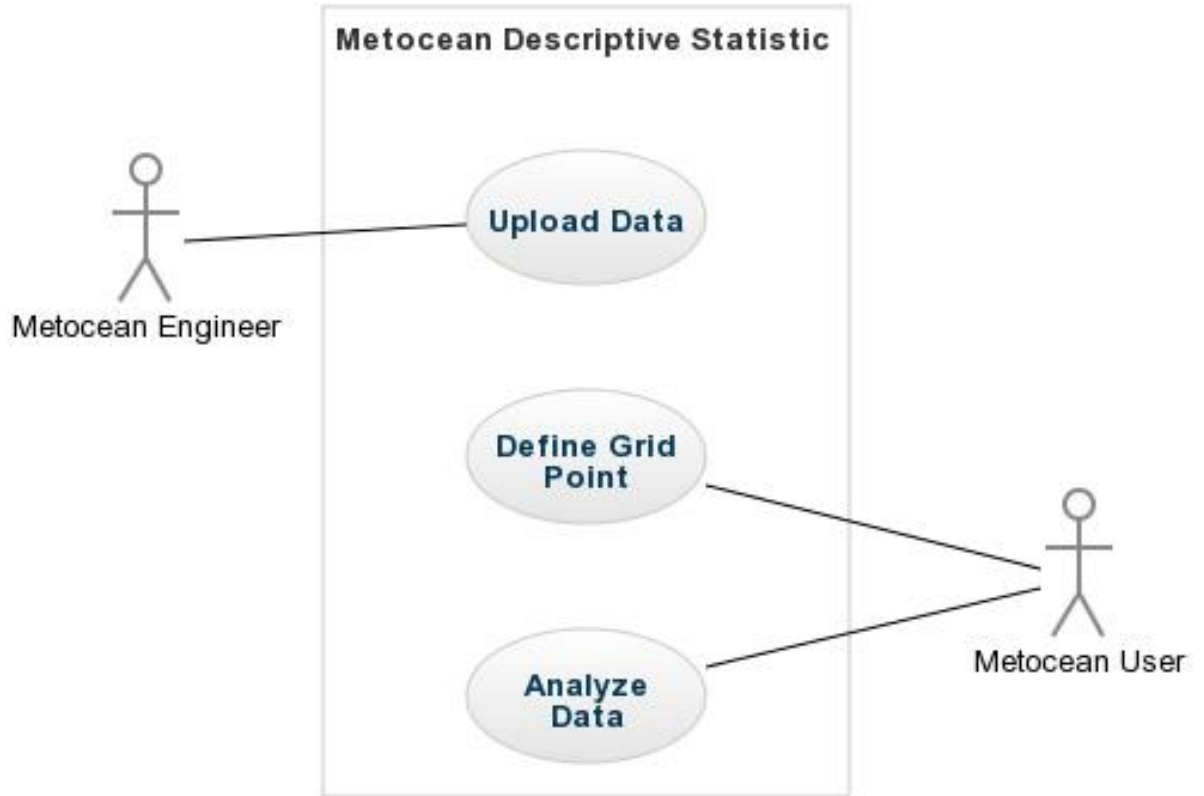 Metocean Descriptive Statistic
Upload Data
Metocean Engineer
Define Grid
Point
Metocean User
Analyze
Data